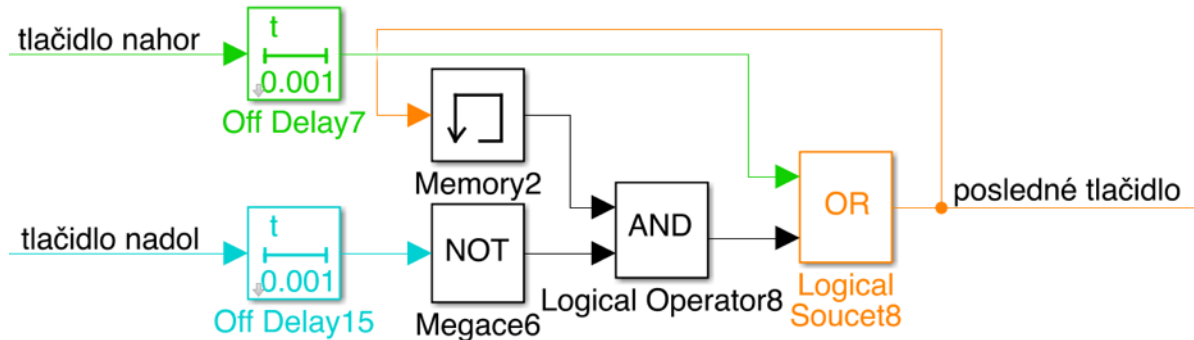 tlačidlo nahor
t
0.001
Off Delay7
Memory2
tlačidlo nadol
t
0.001
Off Delay15
NOT
Megace6
AND
Logical Operator8
OR
Logical
Soucet8
posledné tlačidlo